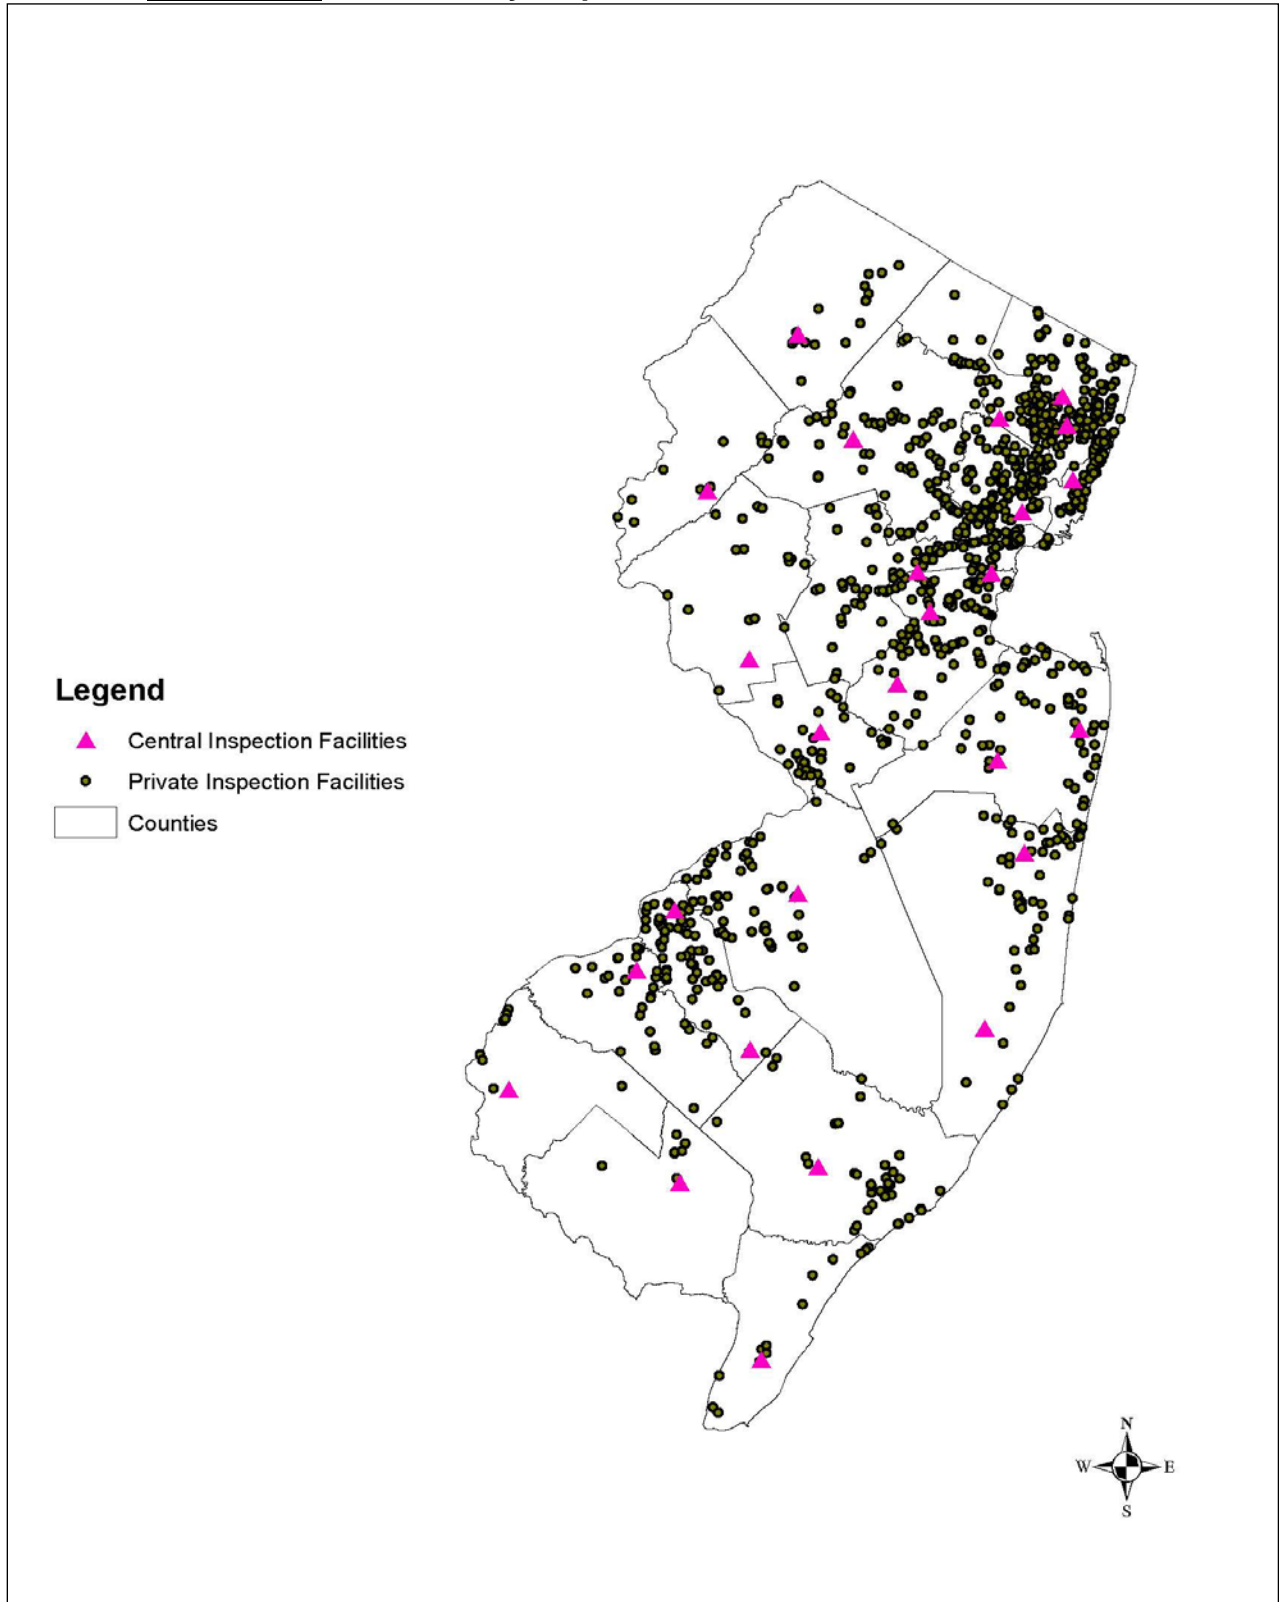 Legend
Central Inspection Facilities
Private Inspection Facilities
Counties
N
W E
S